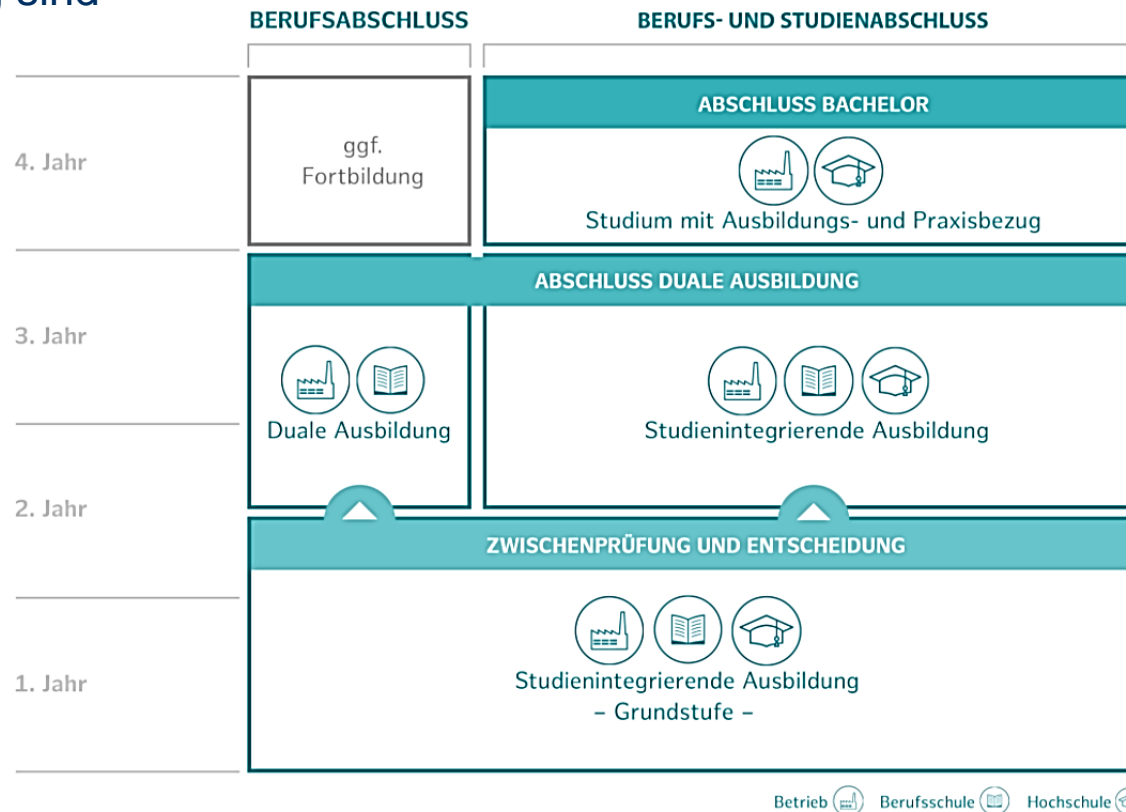 sind
BERUFSABSCHLUSS
BERUFS- UND STUDIENABSCHLUSS
4. Jahr
ggf.
Fortbildung
ABSCHLUSS BACHELOR
Studium mit Ausbildungs- und Praxisbezug
ABSCHLUSS DUALE AUSBILDUNG
3. Jahr
Duale Ausbildung
Studienintegrierende Ausbildung
2. Jahr
ZWISCHENPRÜFUNG UND ENTSCHEIDUNG
1. Jahr
Studienintegrierende Ausbildung
– Grundstufe –
Betrieb Berufsschule Hochschule